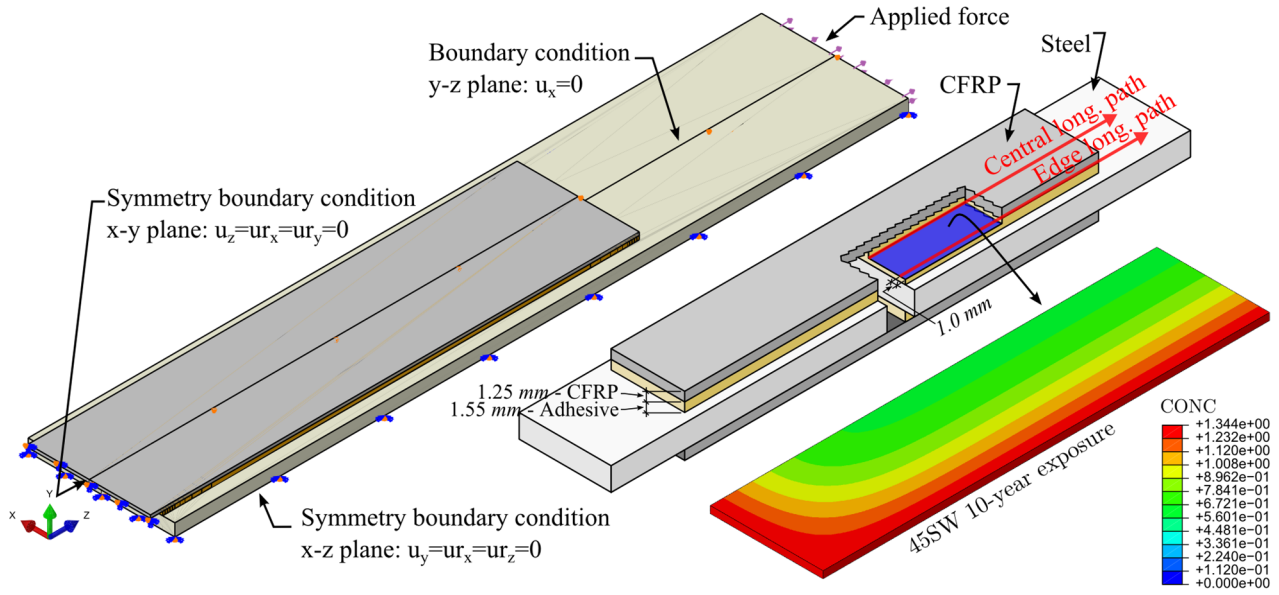 Applied force
Boundary condition
y-z plane: uₓ=0
Steel
CFRP
Central long. path
Edge long. path
Symmetry boundary condition
x-y plane: u_z=urₓ=ur_y=0
1.0 mm
1.25 mm - CFRP
1.55 mm - Adhesive
Symmetry boundary condition
x-z plane: u_y=urₓ=ur_z=0
Y
X
Z
45SW 10-year exposure
CONC
+1.344e+00
+1.232e+00
+1.120e+00
+1.008e+00
+8.962e−01
+7.841e−01
+6.721e−01
+5.601e−01
+4.481e−01
+3.361e−01
+2.240e−01
+1.120e−01
+0.000e+00